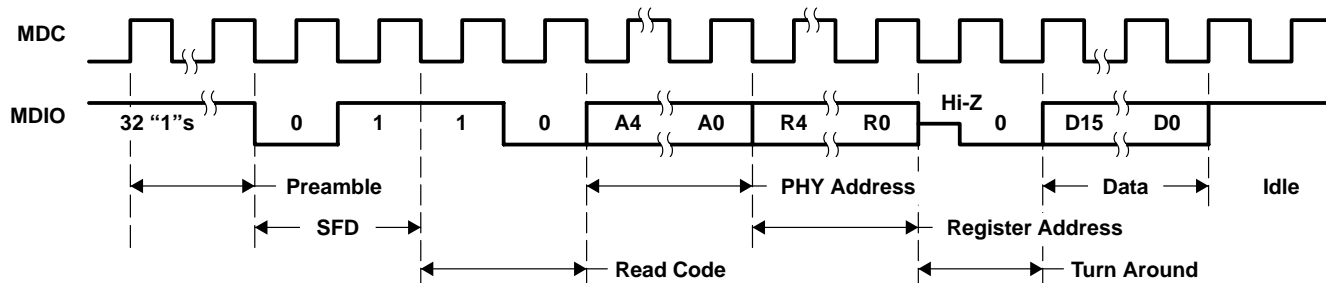 MDC
MDIO
32 “1”s 0 1 1 0 A4 A0 R4 R0 Hi-Z 0 D15 D0
Preamble PHY Address Data Idle
SFD Register Address
Read Code Turn Around